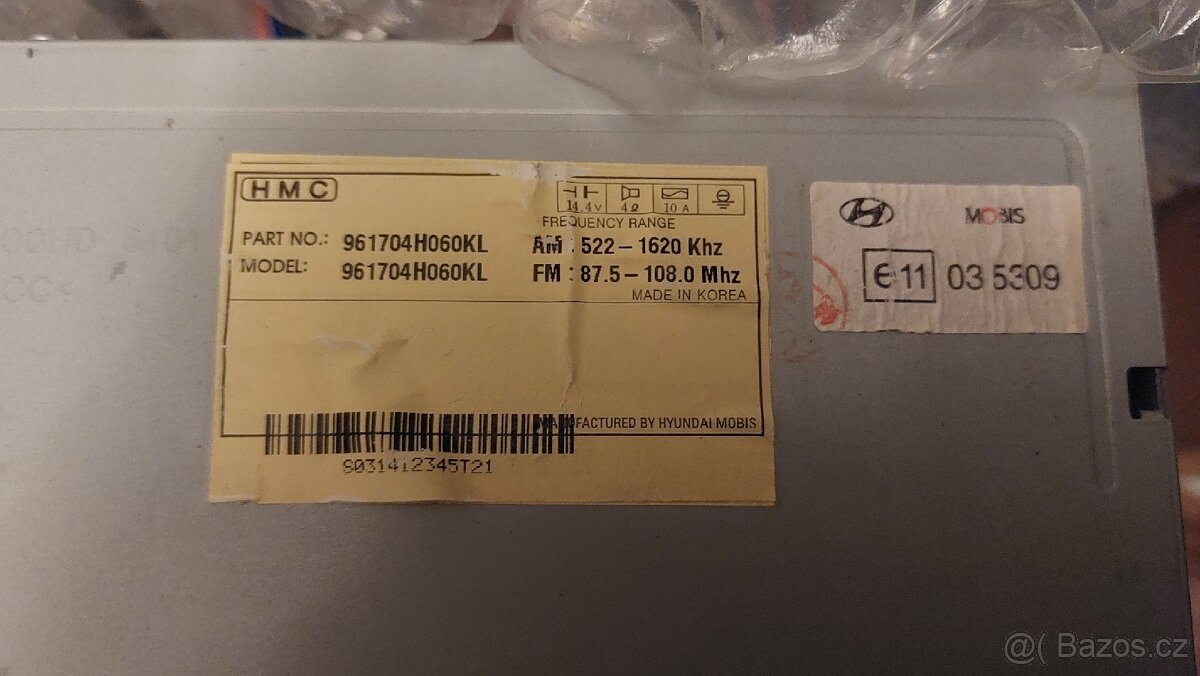 HMC
14.4V 4Ω 10A
FREQUENCY RANGE
PART NO.: 961704H060KL AM : 522 – 1620 Khz
MODEL: 961704H060KL FM : 87.5 – 108.0 Mhz
MADE IN KOREA
MANUFACTURED BY HYUNDAI MOBIS
S031412345T21
MOBIS
e11 03 5309
@( Bazos.cz